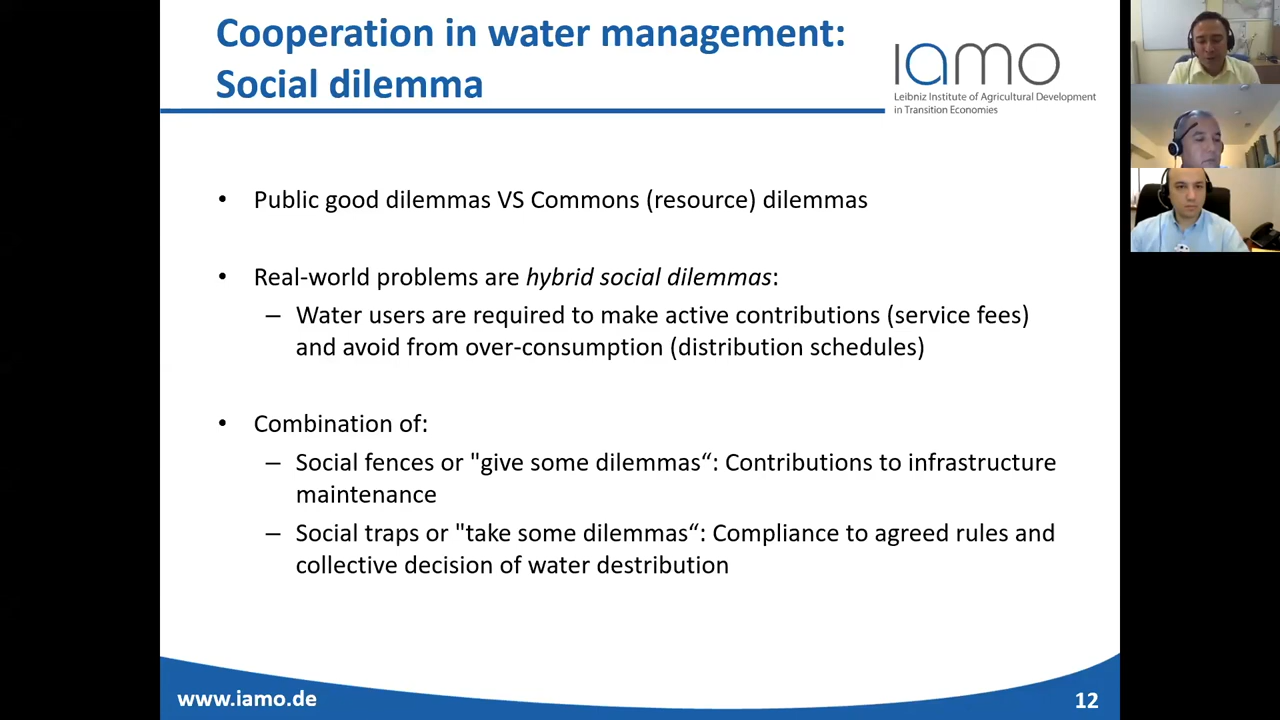 Cooperation in water management:
Social dilemma
iamo
Leibniz Institute of Agricultural Development
in Transition Economies
• Public good dilemmas VS Commons (resource) dilemmas
• Real-world problems are hybrid social dilemmas:
– Water users are required to make active contributions (service fees)
and avoid from over-consumption (distribution schedules)
• Combination of:
– Social fences or "give some dilemmas“: Contributions to infrastructure
maintenance
– Social traps or "take some dilemmas“: Compliance to agreed rules and
collective decision of water destribution
www.iamo.de
12